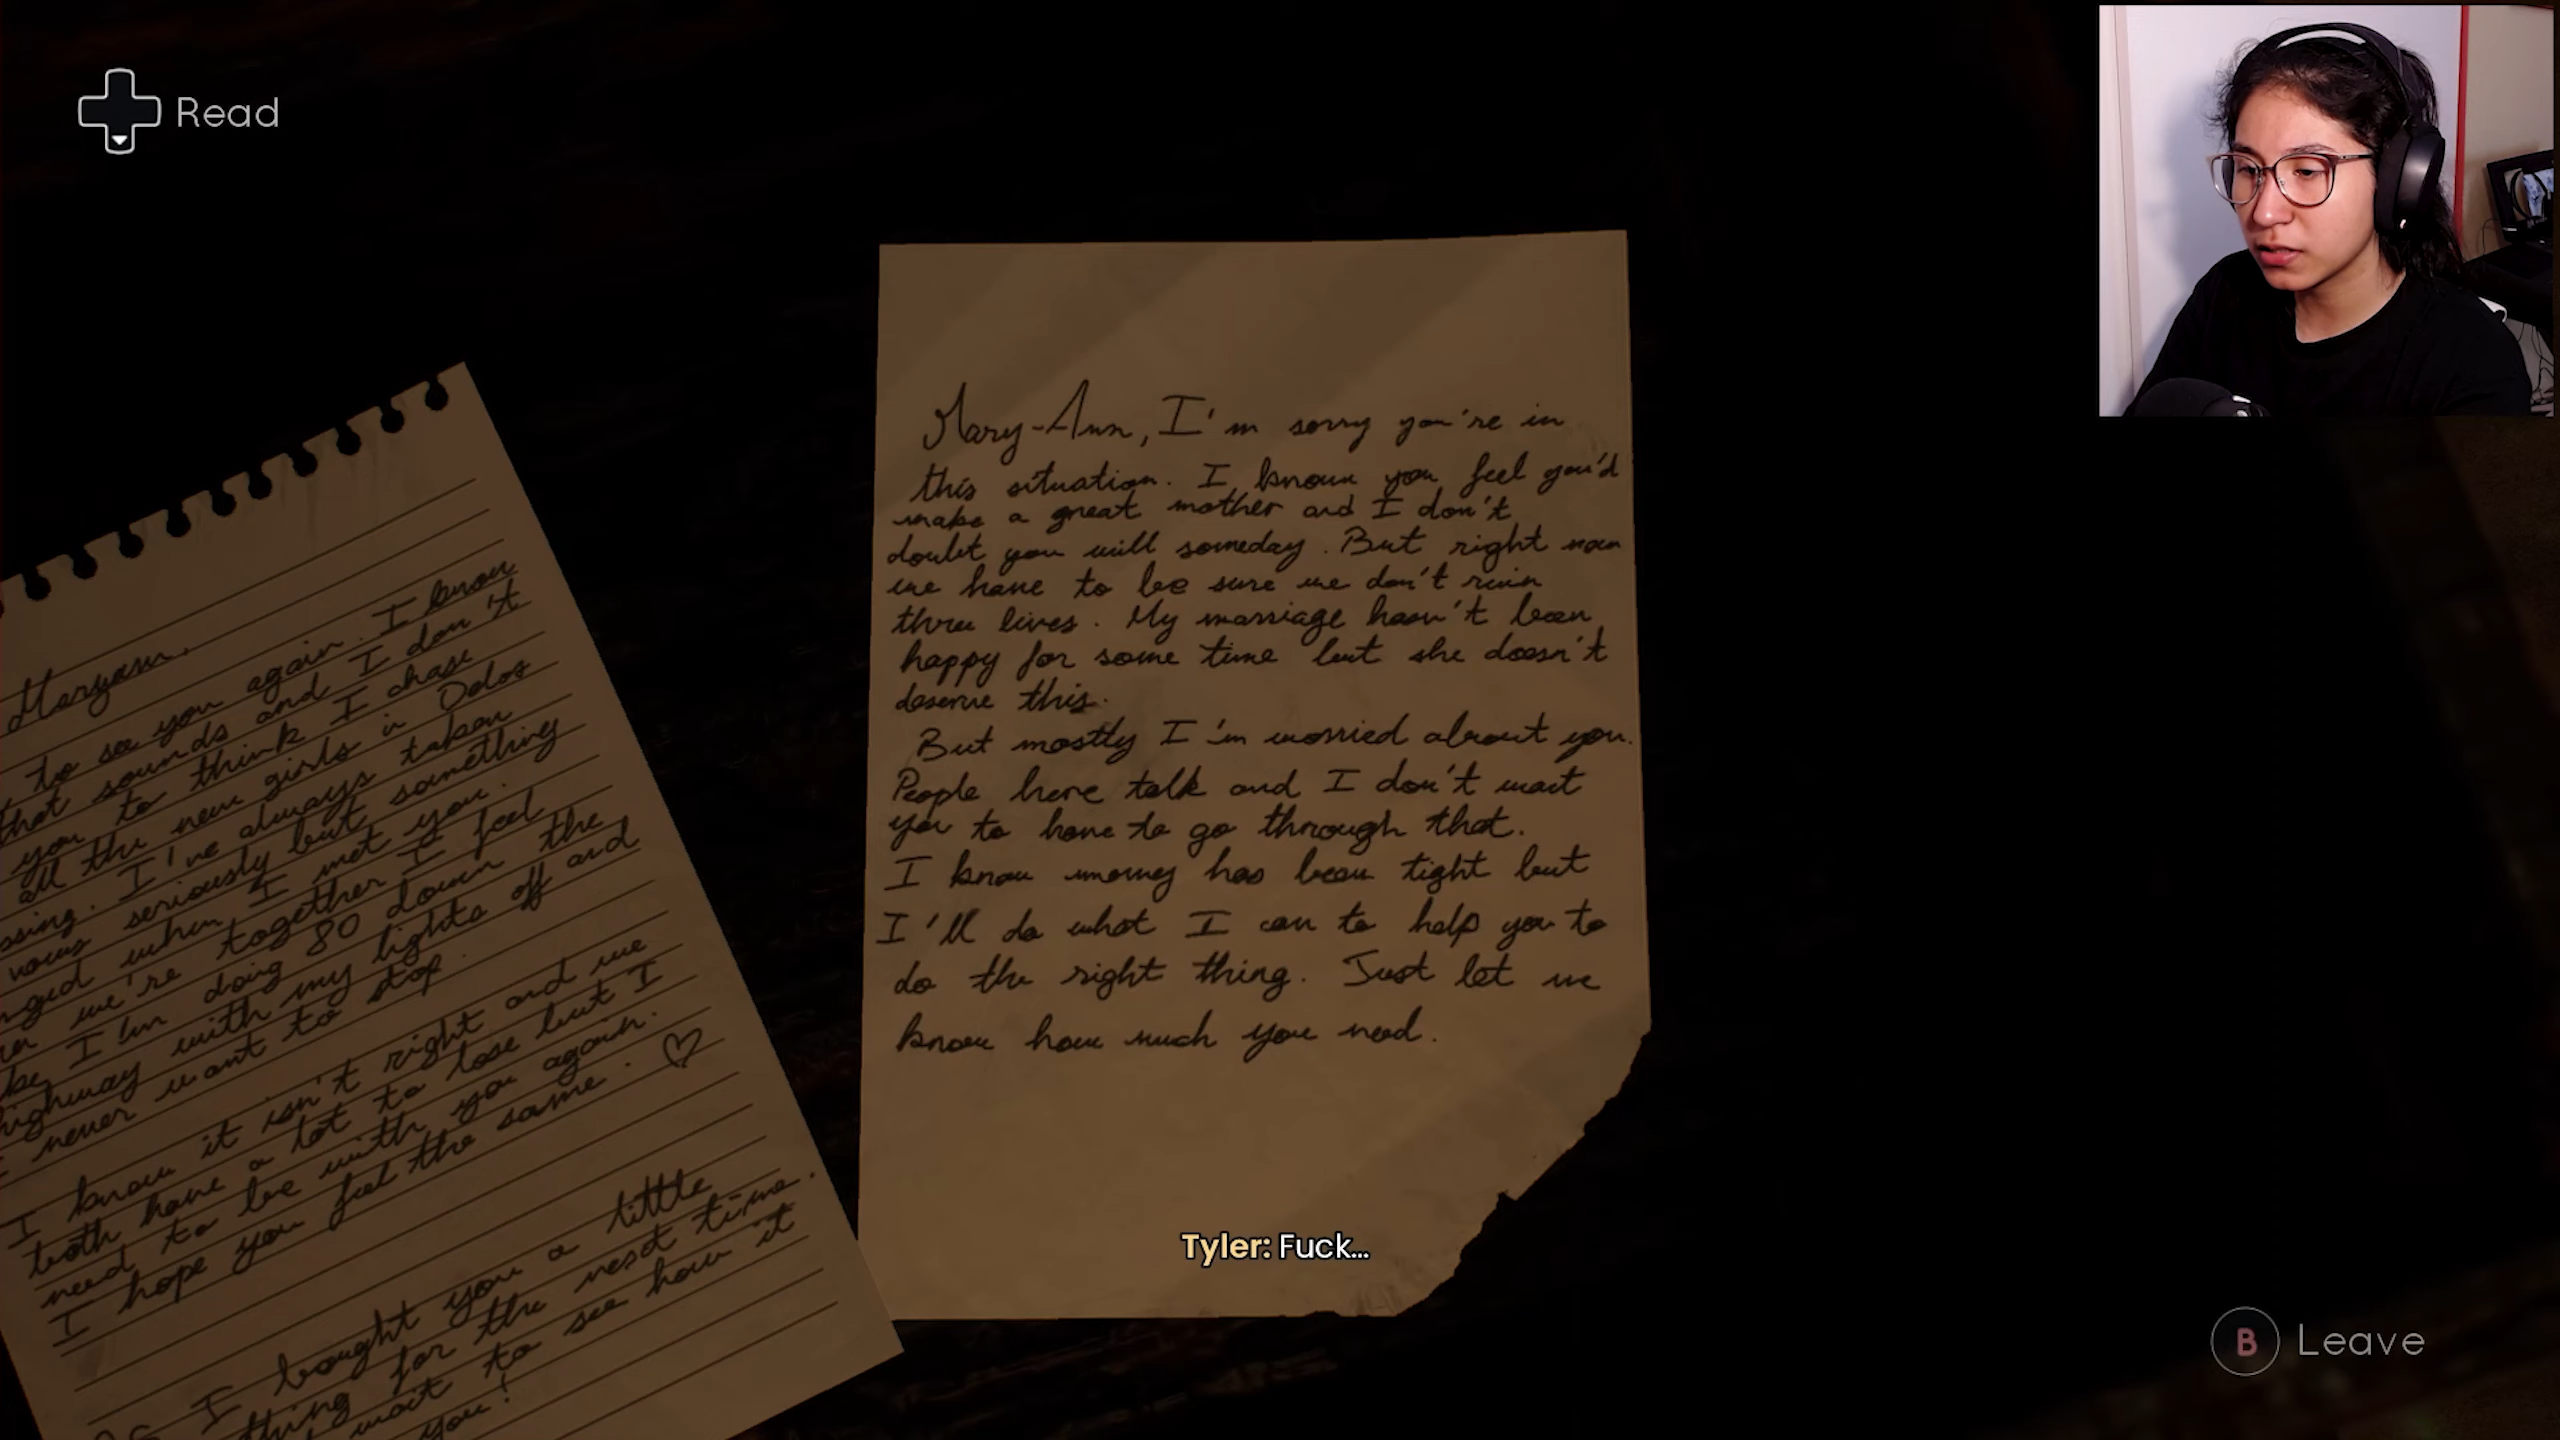 Read
Maryann,
to see you again. I know
that sounds and I don't
you to think I chase
all the new girls in Delos
ssing. I've always taken
vows seriously but something
nged when I met you.
er we're together I feel
be I'm doing 80 down the
highway with my lights off and
I never want to stop.
I know it isn't right and we
both have a lot to lose but I
need to be with you again.
I hope you feel the same. ♡
I bought you a little
thing for the next time.
wait to see how it
you!
Mary-Ann, I'm sorry you're in
this situation. I know you feel you'd
make a great mother and I don't
doubt you will someday. But right now
we have to be sure we don't ruin
three lives. My marriage hasn't been
happy for some time but she doesn't
deserve this.
But mostly I'm worried about you.
People here talk and I don't want
you to have to go through that.
I know money has been tight but
I'll do what I can to help you to
do the right thing. Just let me
know how much you need.
Tyler: Fuck...
B Leave